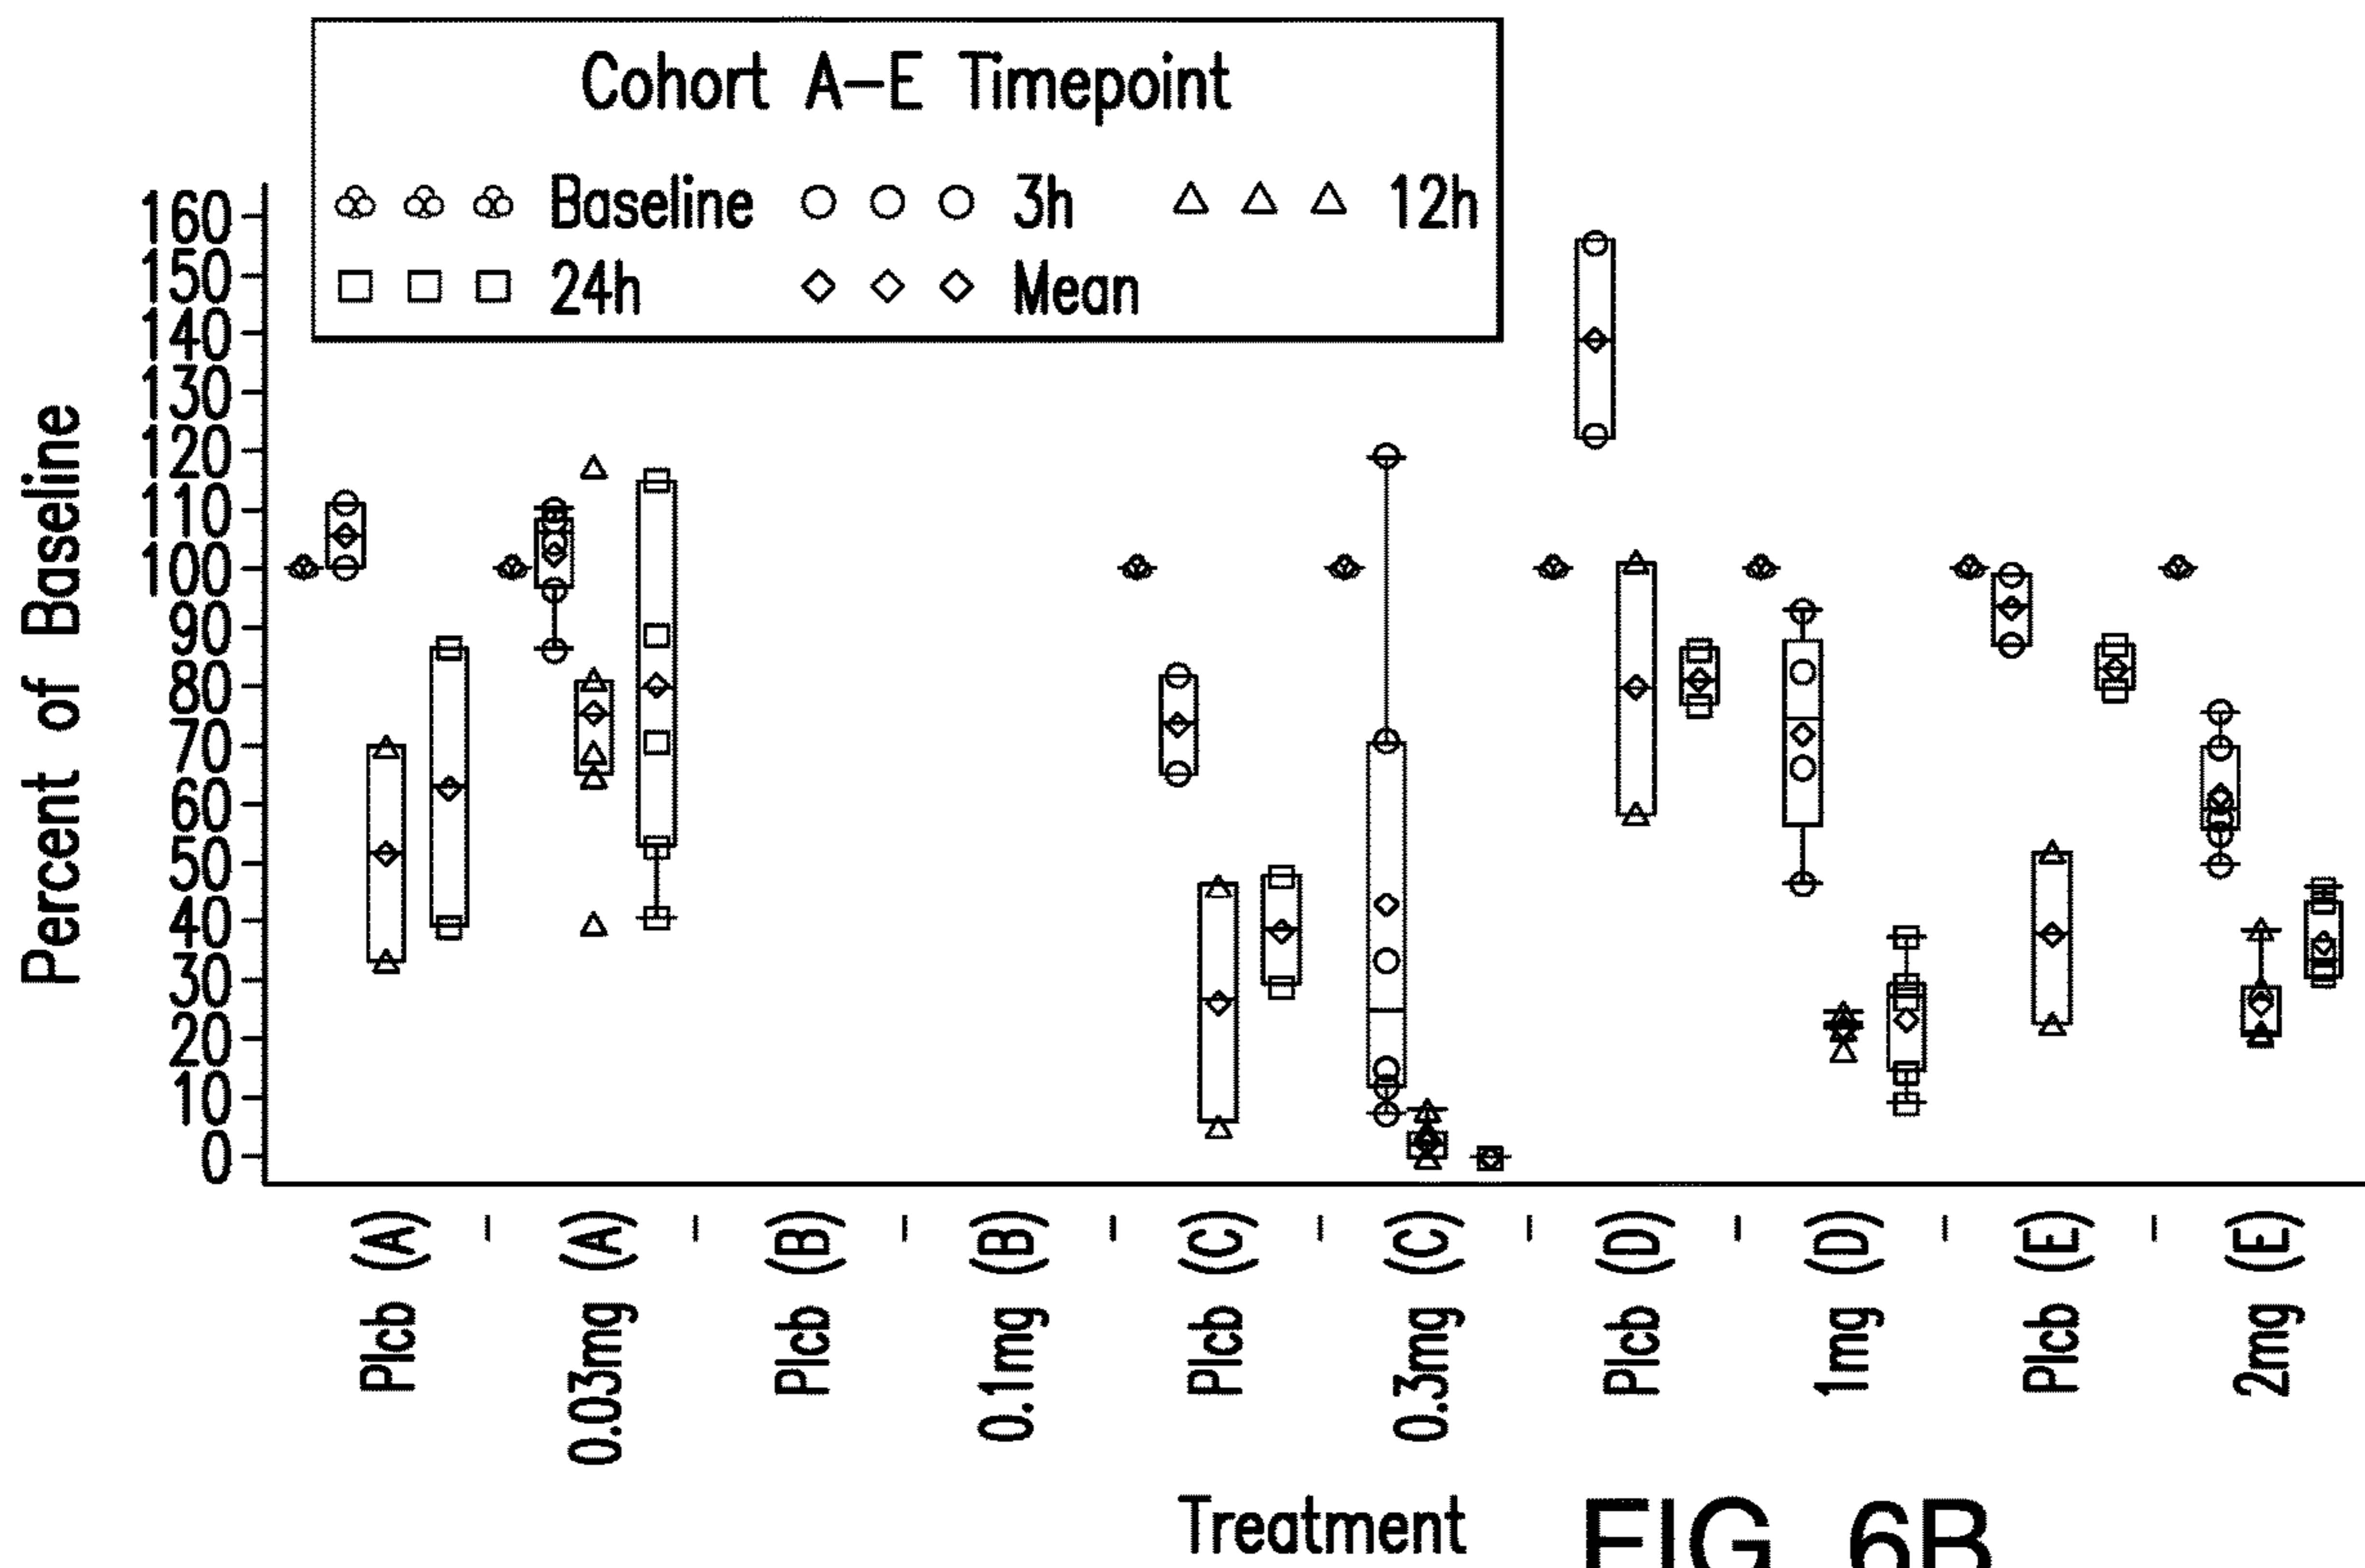 Cohort A-E Timepoint
Baseline 3h 12h
24h Mean
Percent of Baseline
160
150
140
130
120
110
100
90
80
70
60
50
40
30
20
10
0
Plcb (A)
0.03mg (A)
Plcb (B)
0.1mg (B)
Plcb (C)
0.3mg (C)
Plcb (D)
1mg (D)
Plcb (E)
2mg (E)
Treatment
FIG. 6B